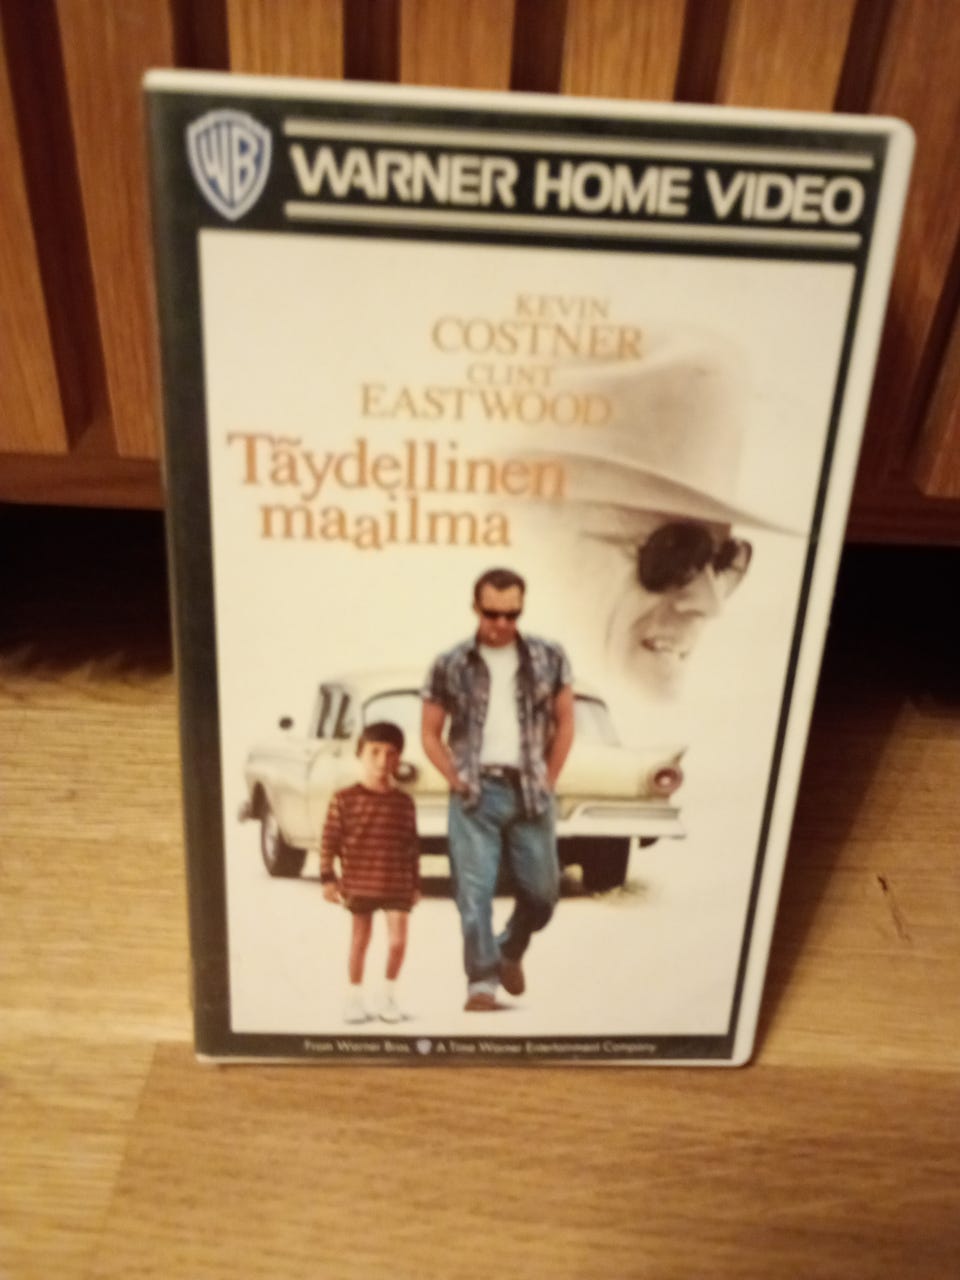 WB WARNER HOME VIDEO
KEVIN
COSTNER
CLINT
EASTWOOD
Täydellinen
maailma
From Warner Bros. A Time Warner Entertainment Company